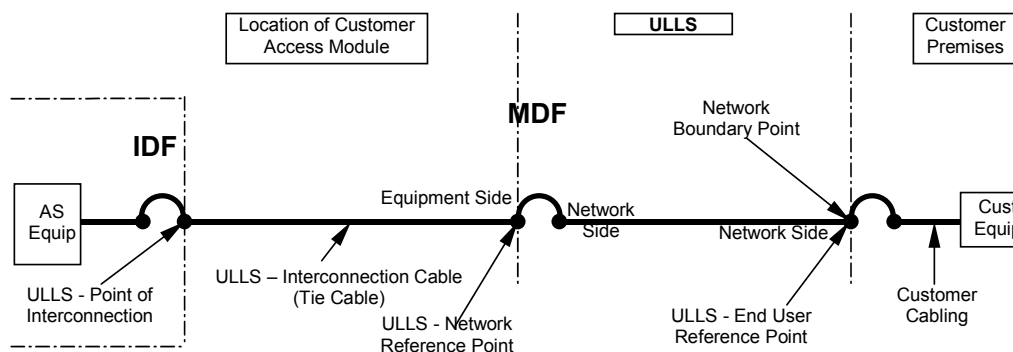 Location of Customer
Access Module
ULLS
Customer
Premises
MDF
Network
Boundary Point
IDF
AS
Equip
Equipment Side
Network
Side
Network Side
Cust
Equip
ULLS - Point of
Interconnection
ULLS – Interconnection Cable
(Tie Cable)
ULLS - Network
Reference Point
ULLS - End User
Reference Point
Customer
Cabling